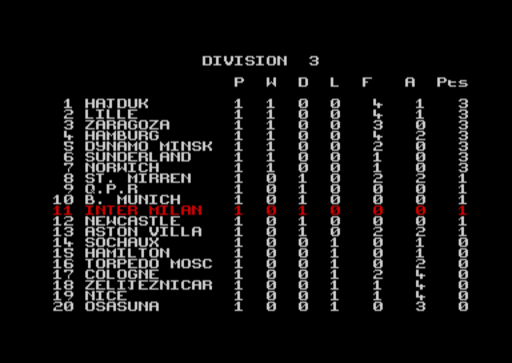 DIVISION 3
P W D L F A Pts
1 HAJDUK 1 1 0 0 4 1 3
2 LILLE 1 1 0 0 4 1 3
3 ZARAGOZA 1 1 0 0 3 0 3
4 HAMBURG 1 1 0 0 4 2 3
5 DYNAMO MINSK 1 1 0 0 2 0 3
6 SUNDERLAND 1 1 0 0 1 0 3
7 NORWICH 1 1 0 0 1 0 3
8 ST. MIRREN 1 0 1 0 2 2 1
9 Q.P.R 1 0 1 0 0 0 1
10 B. MUNICH 1 0 1 0 0 0 1
11 INTER MILAN 1 0 1 0 0 0 1
12 NEWCASTLE 1 0 1 0 0 0 1
13 ASTON VILLA 1 0 1 0 2 2 1
14 SOCHAUX 1 0 0 1 0 1 0
15 HAMILTON 1 0 0 1 0 1 0
16 TORPEDO MOSC 1 0 0 1 0 2 0
17 COLOGNE 1 0 0 1 2 4 0
18 ZELIJEZNICAR 1 0 0 1 1 4 0
19 NICE 1 0 0 1 1 4 0
20 OSASUNA 1 0 0 1 0 3 0